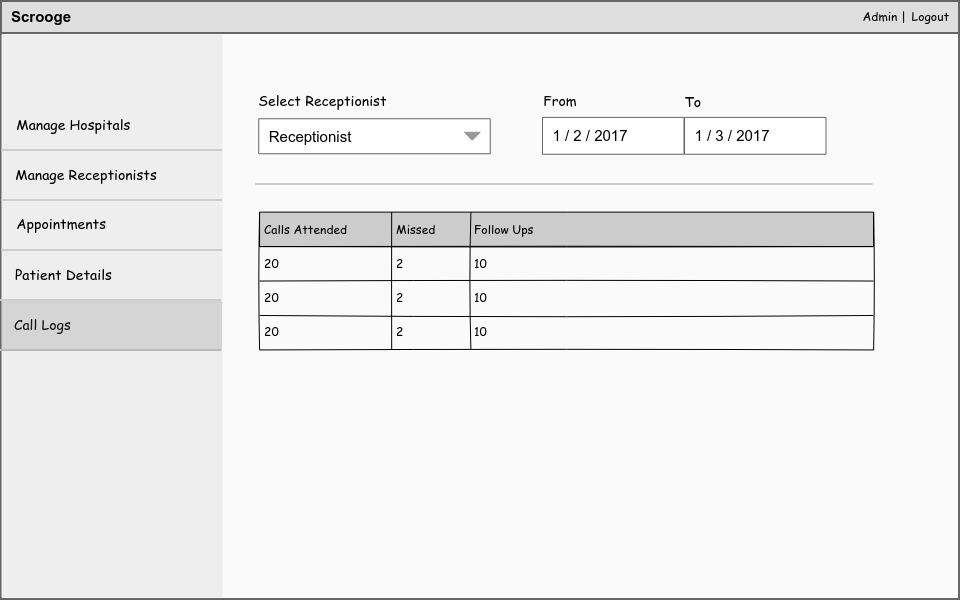 Scrooge
Admin | Logout
Manage Hospitals
Manage Receptionists
Appointments
Patient Details
Call Logs
Select Receptionist
From To
Receptionist
1 / 2 / 2017 1 / 3 / 2017
Calls Attended Missed Follow Ups
20 2 10
20 2 10
20 2 10